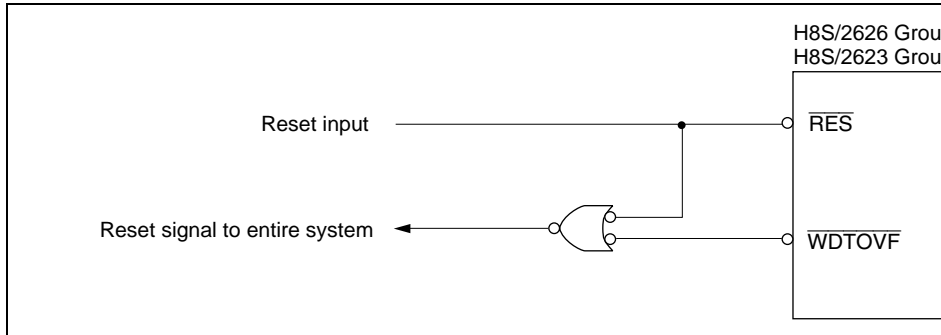 H8S/2626 Grou
H8S/2623 Grou
Reset input
RES
Reset signal to entire system
WDTOVF